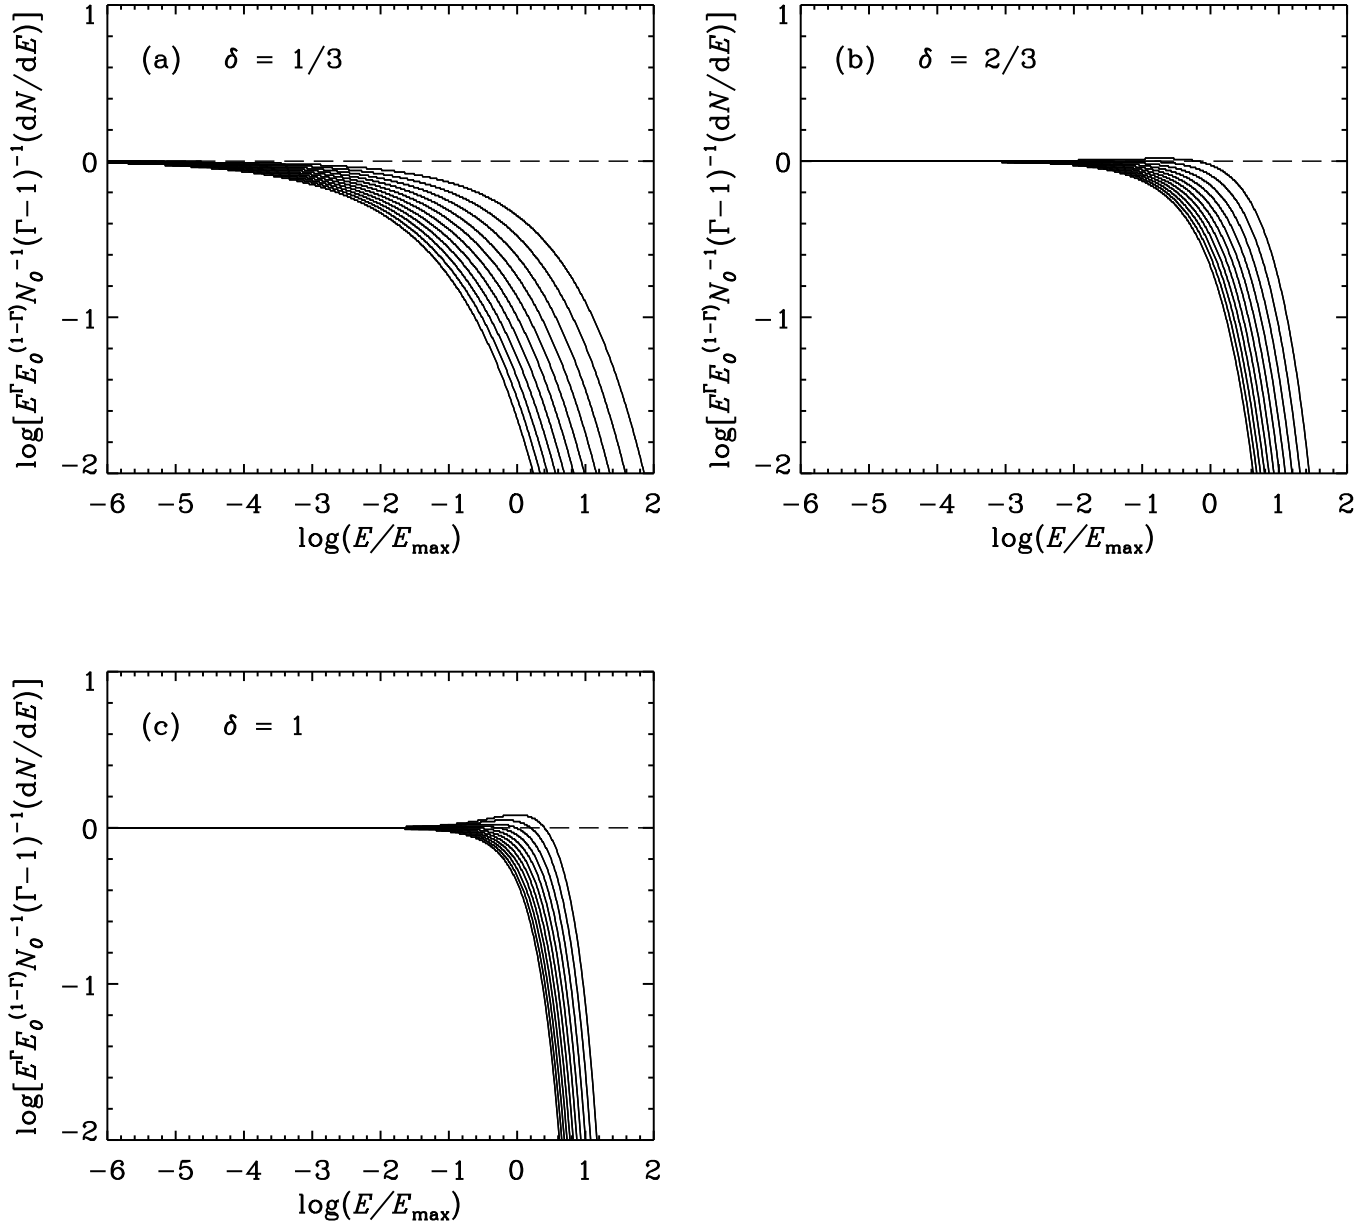 (a) δ = 1/3
log[E^Γ E_0^(1−Γ) N_0^−1 (Γ−1)^−1 (dN/dE)]
1
0
−1
−2
−6 −5 −4 −3 −2 −1 0 1 2
log(E/E_max)
(b) δ = 2/3
log[E^Γ E_0^(1−Γ) N_0^−1 (Γ−1)^−1 (dN/dE)]
1
0
−1
−2
−6 −5 −4 −3 −2 −1 0 1 2
log(E/E_max)
(c) δ = 1
log[E^Γ E_0^(1−Γ) N_0^−1 (Γ−1)^−1 (dN/dE)]
1
0
−1
−2
−6 −5 −4 −3 −2 −1 0 1 2
log(E/E_max)